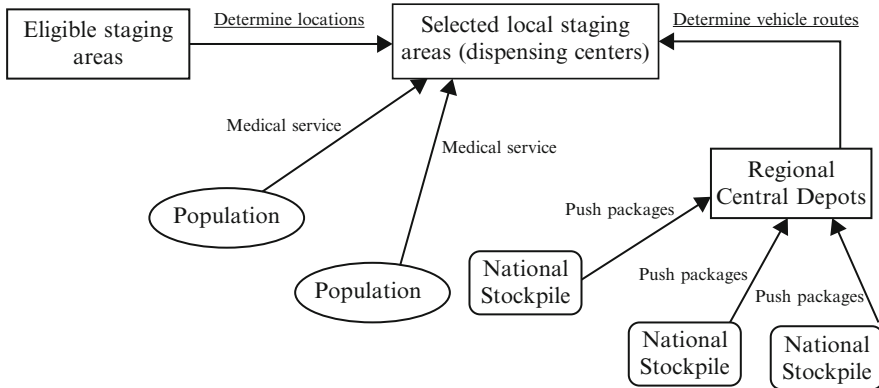 Eligible staging
areas
Determine locations
Selected local staging
areas (dispensing centers)
Determine vehicle routes
Medical service
Medical service
Regional
Central Depots
Population
Push packages
Population
National
Stockpile
Push packages
Push packages
National
Stockpile
National
Stockpile